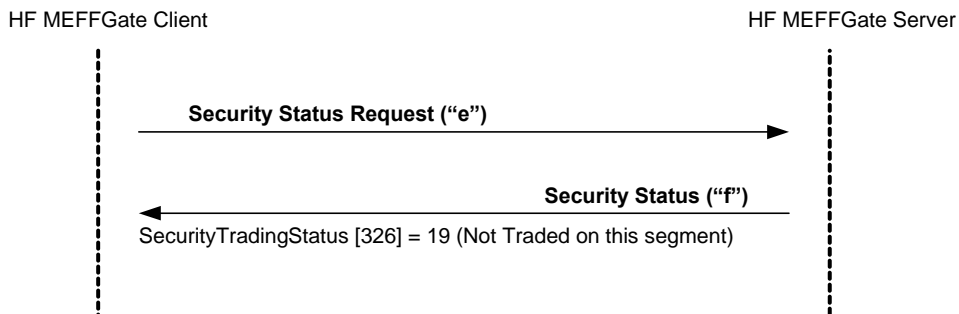 HF MEFFGate Client
HF MEFFGate Server
Security Status Request (“e”)
Security Status (“f”)
SecurityTradingStatus [326] = 19 (Not Traded on this segment)